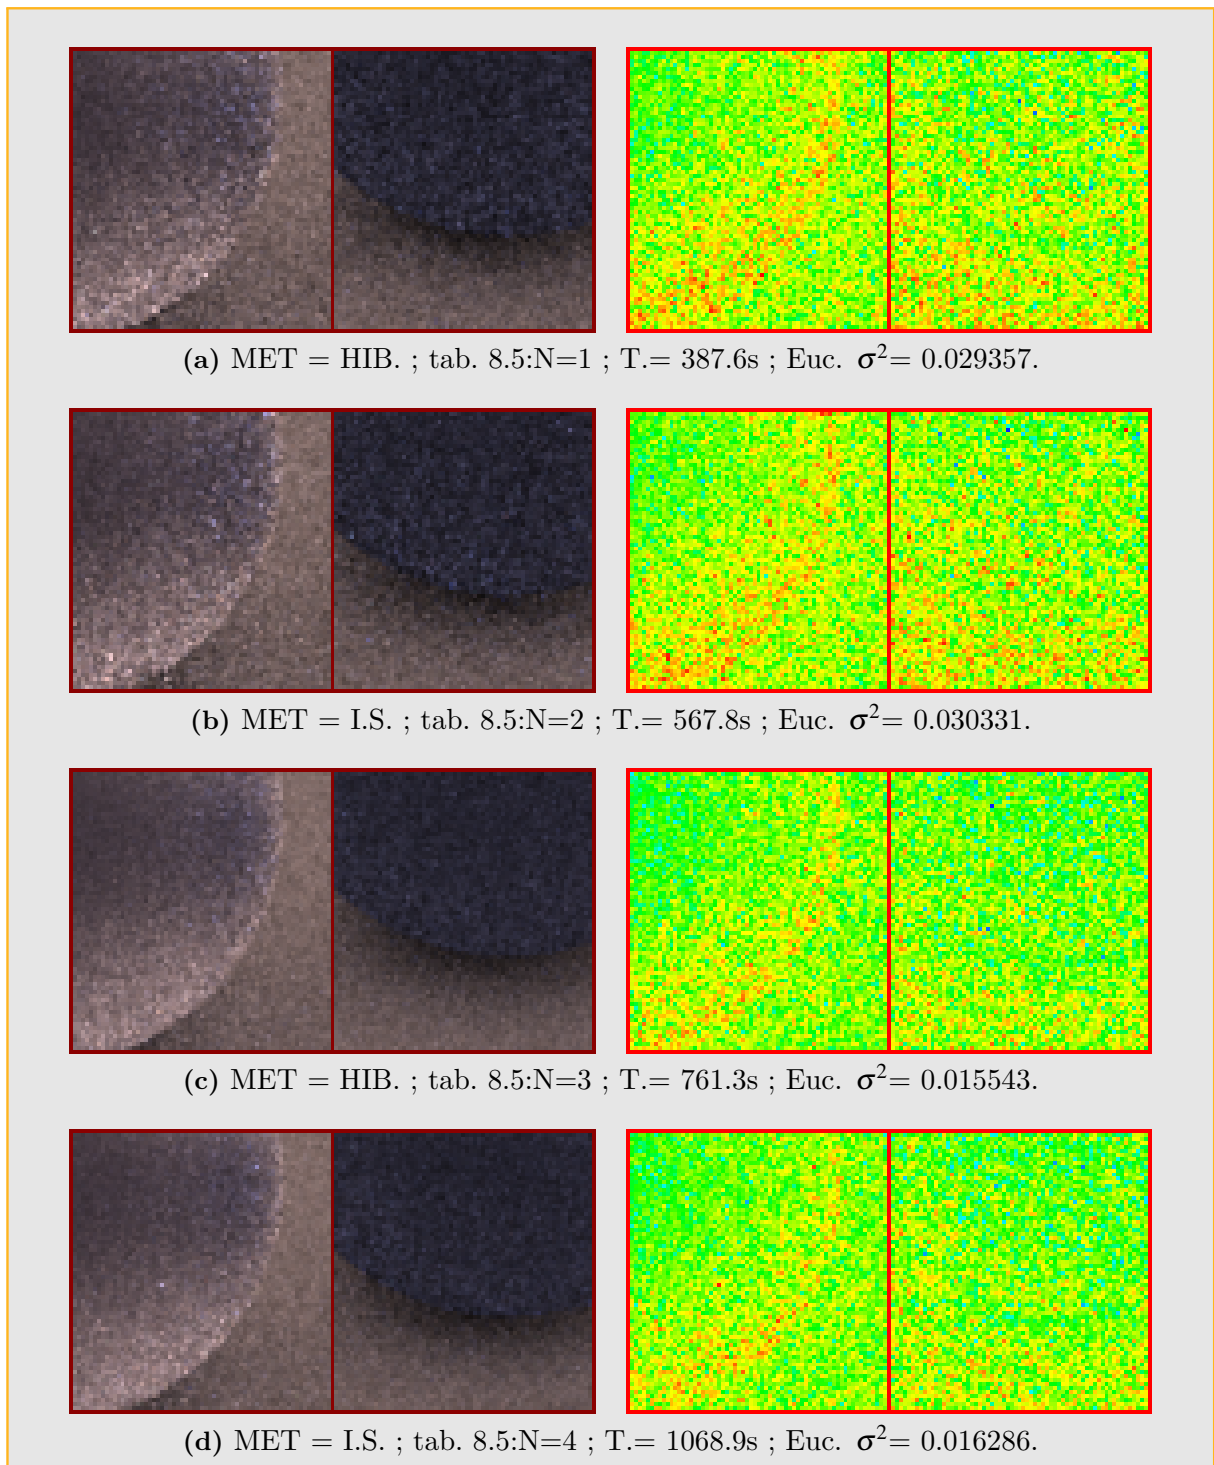 (a) MET = HIB. ; tab. 8.5:N=1 ; T.= 387.6s ; Euc. σ²= 0.029357.
(b) MET = I.S. ; tab. 8.5:N=2 ; T.= 567.8s ; Euc. σ²= 0.030331.
(c) MET = HIB. ; tab. 8.5:N=3 ; T.= 761.3s ; Euc. σ²= 0.015543.
(d) MET = I.S. ; tab. 8.5:N=4 ; T.= 1068.9s ; Euc. σ²= 0.016286.